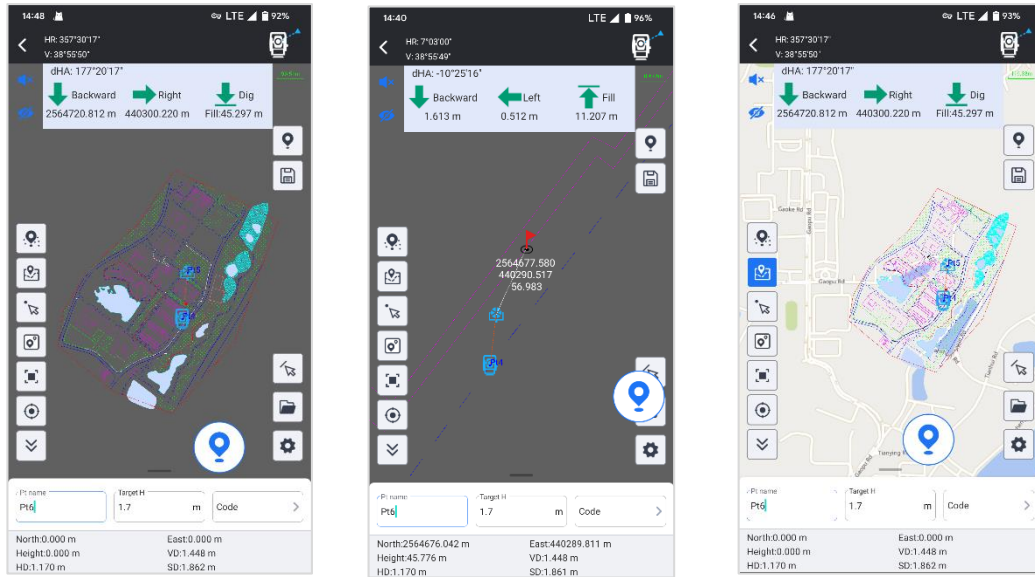 14:48
LTE 92%
HR: 357°30'17"
V: 38°55'50"
dHA: 177°20'17"
Backward Right Dig
2564720.812 m 440300.220 m Fill:45.297 m
Pt5
Pt name Target H
Pt6 1.7 m Code
North:0.000 m East:0.000 m
Height:0.000 m VD:1.448 m
HD:1.170 m SD:1.862 m
14:40
LTE 96%
HR: 7°03'00"
V: 38°55'49"
dHA: -10°25'16"
Backward Left Fill
1.613 m 0.512 m 11.207 m
2564677.580
440290.517
56.983
Pt4
Pt name Target H
Pt6 1.7 m Code
North:2564676.042 m East:440289.811 m
Height:45.776 m VD:1.448 m
HD:1.170 m SD:1.861 m
14:46
LTE 93%
HR: 357°30'17"
V: 38°55'50"
dHA: 177°20'17"
Backward Right Dig
2564720.812 m 440300.220 m Fill:45.297 m
Gaoke Rd
Gaopu Rd
Pt5
Tianhui Rd
Gaopu Rd
Tianying
Pt name Target H
Pt6 1.7 m Code
North:0.000 m East:0.000 m
Height:0.000 m VD:1.448 m
HD:1.170 m SD:1.862 m